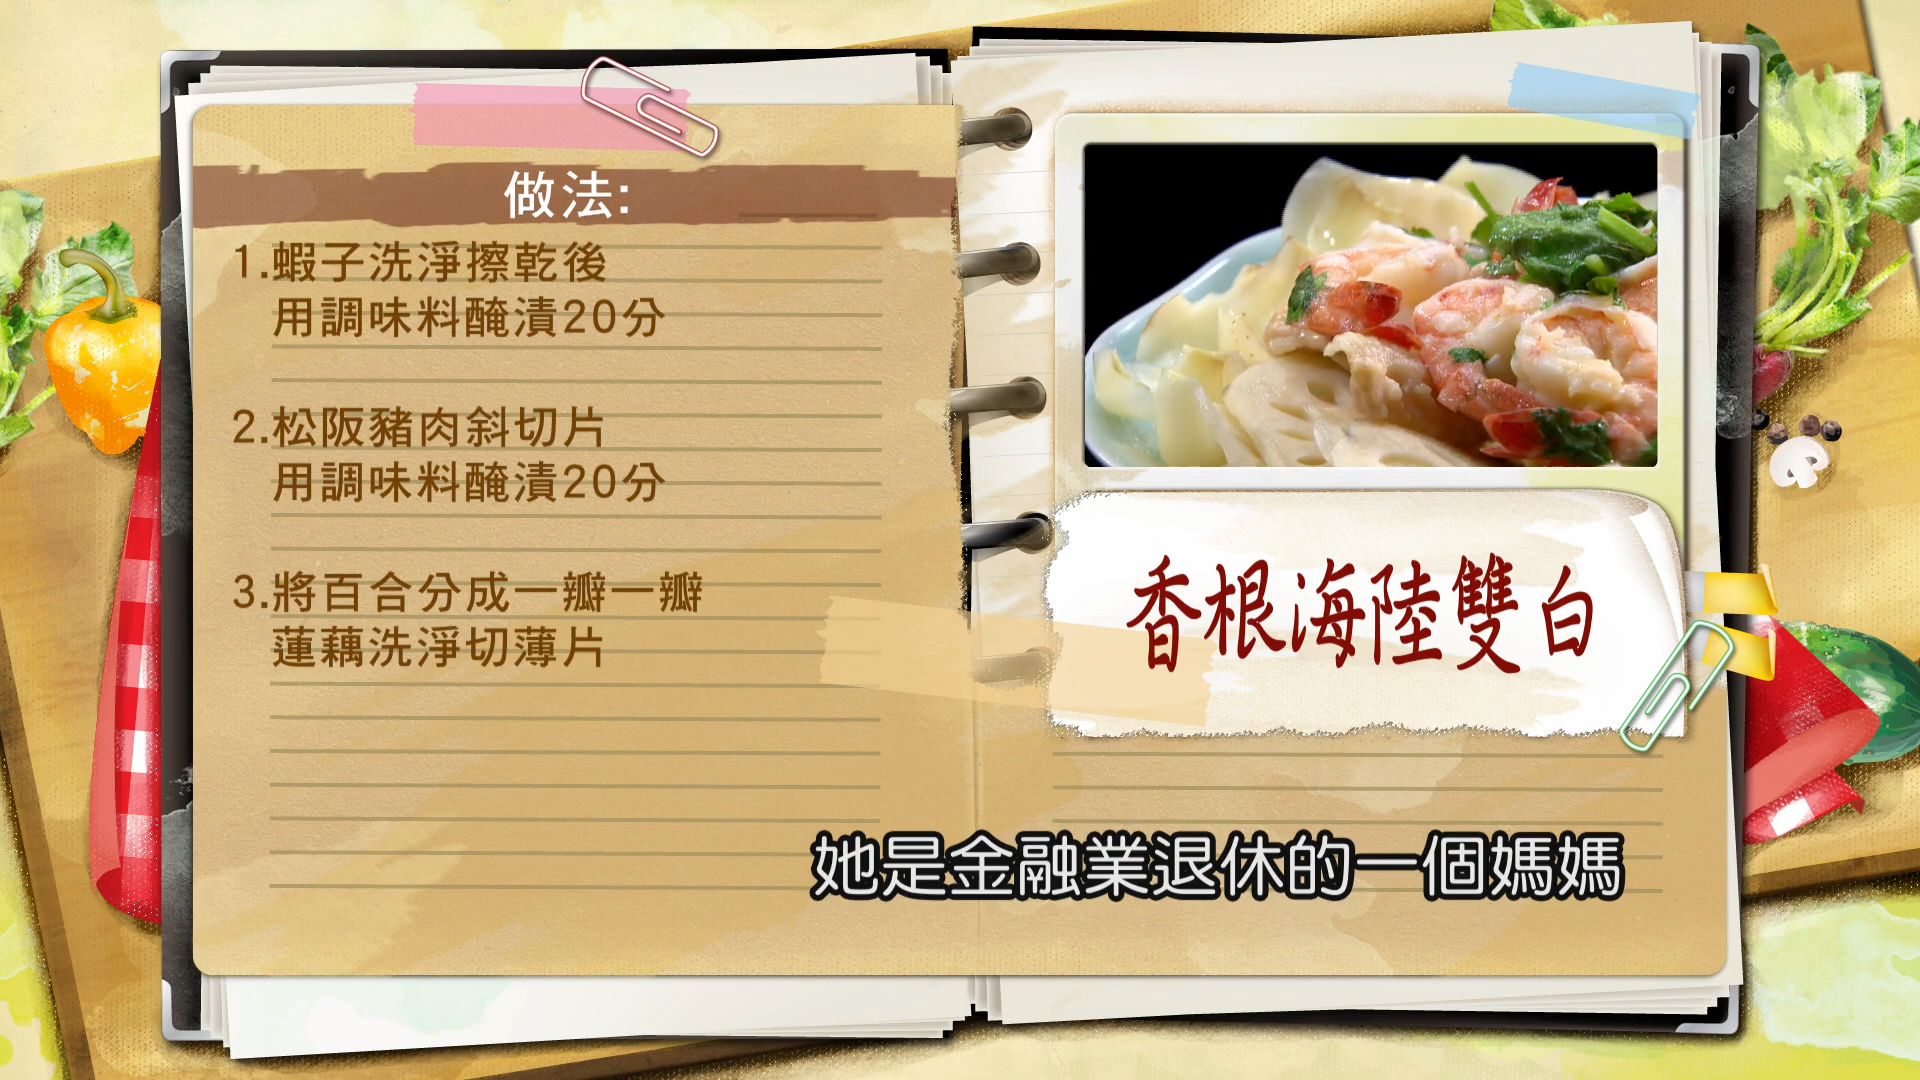 做法:
1.蝦子洗淨擦乾後
用調味料醃漬20分
2.松阪豬肉斜切片
用調味料醃漬20分
3.將百合分成一瓣一瓣
蓮藕洗淨切薄片
香根海陸雙白
她是金融業退休的一個媽媽